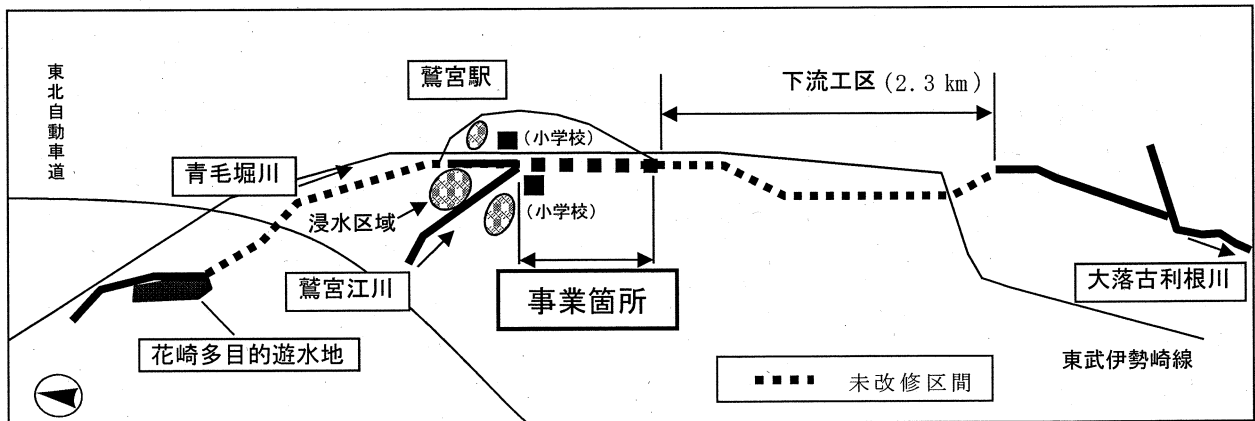 東北自動車道
鷲宮駅
下流工区(2.3 km)
(小学校)
青毛堀川
浸水区域
(小学校)
鷲宮江川
事業箇所
大落古利根川
花崎多目的遊水地
東武伊勢崎線
未改修区間